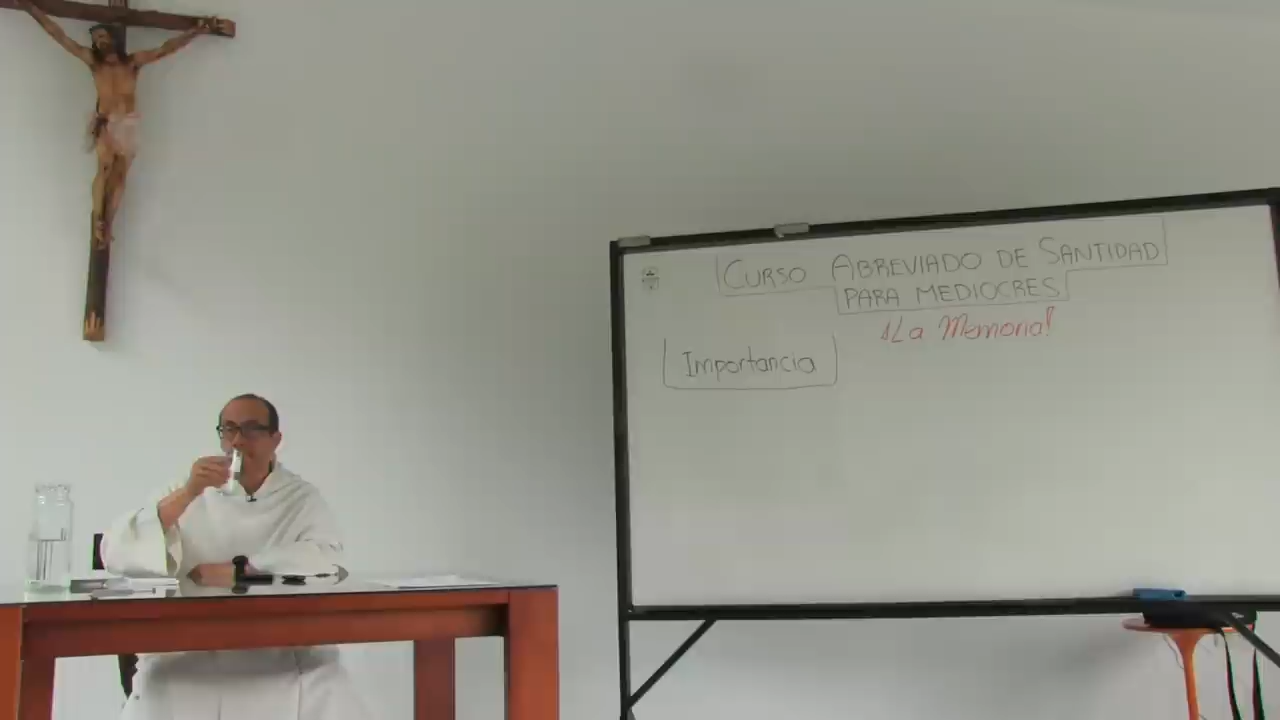 CURSO ABREVIADO DE SANTIDAD
PARA MEDIOCRES
¡La Memoria!
Importancia